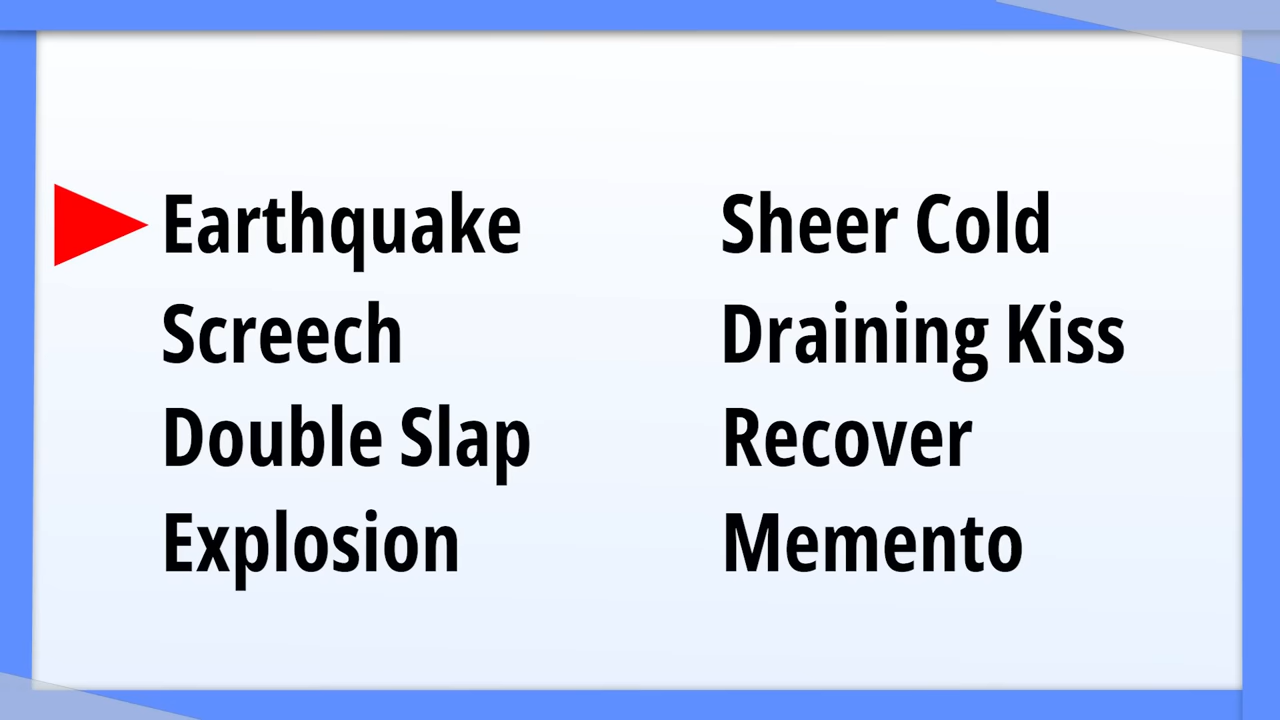 Earthquake
Screech
Double Slap
Explosion
Sheer Cold
Draining Kiss
Recover
Memento